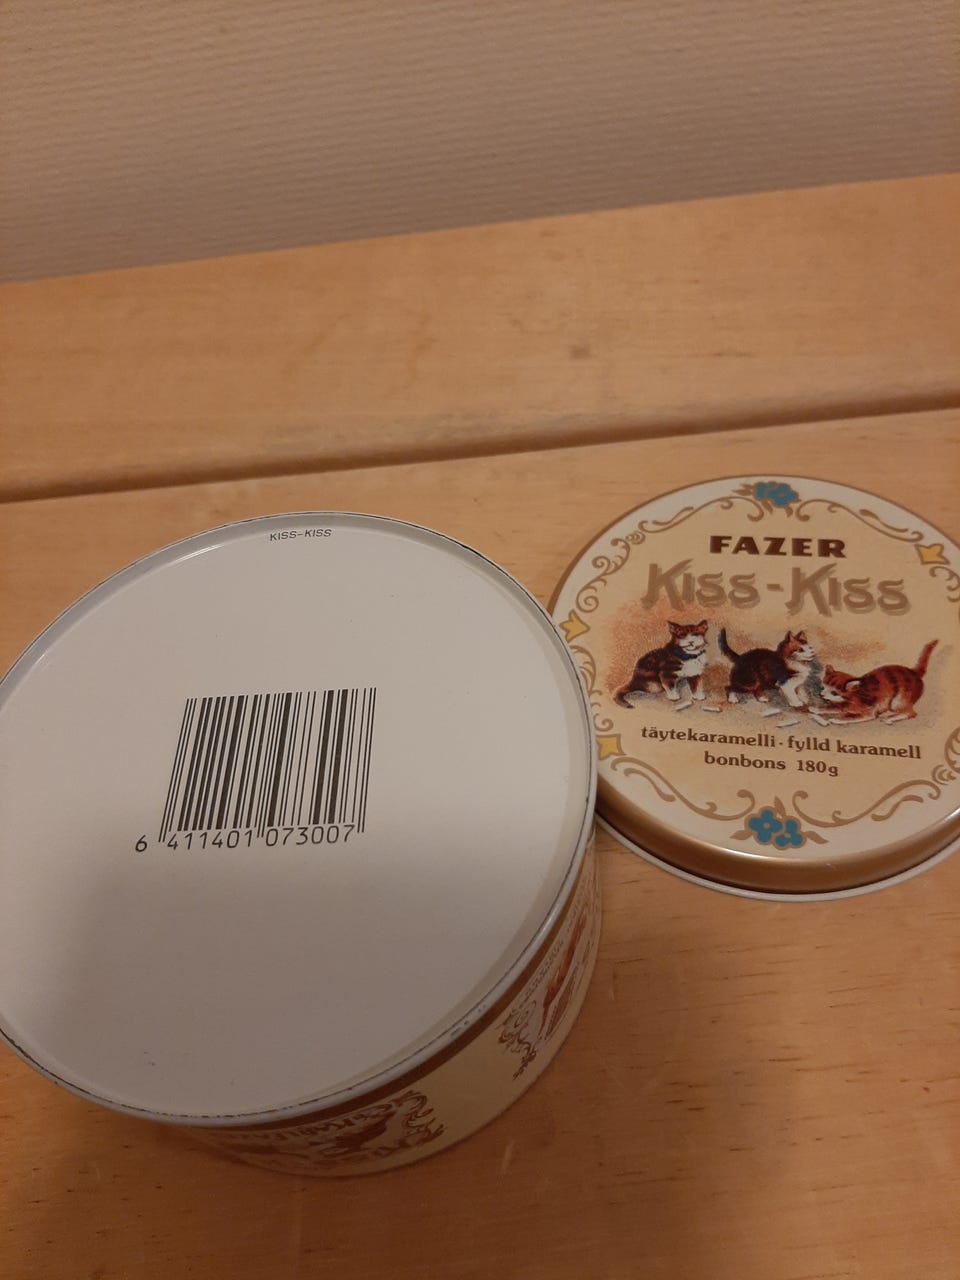 KISS-KISS
6 411401 073007
FAZER
Kiss-Kiss
täytekaramelli · fylld karamell
bonbons 180g